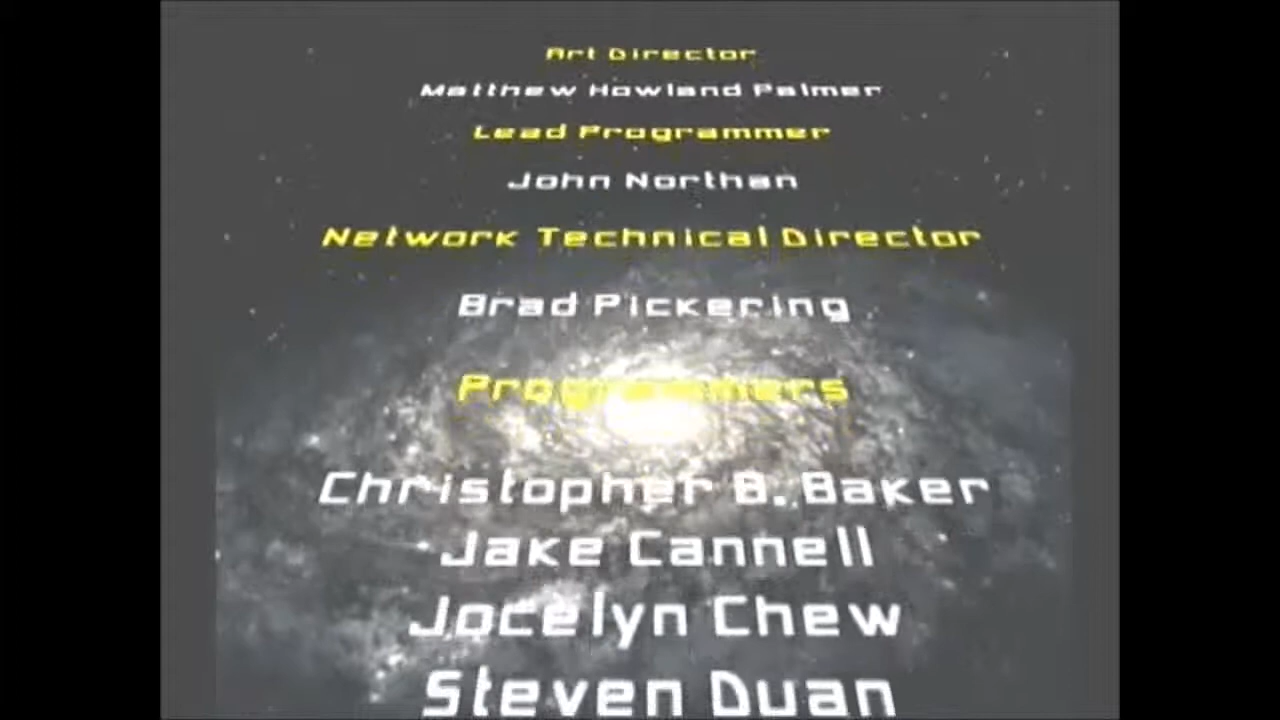 Art Director
Matthew Howland Palmer
Lead Programmer
John Northan
Network Technical Director
Brad Pickering
Programmers
Christopher B. Baker
Jake Cannell
Jocelyn Chew
Steven Duan